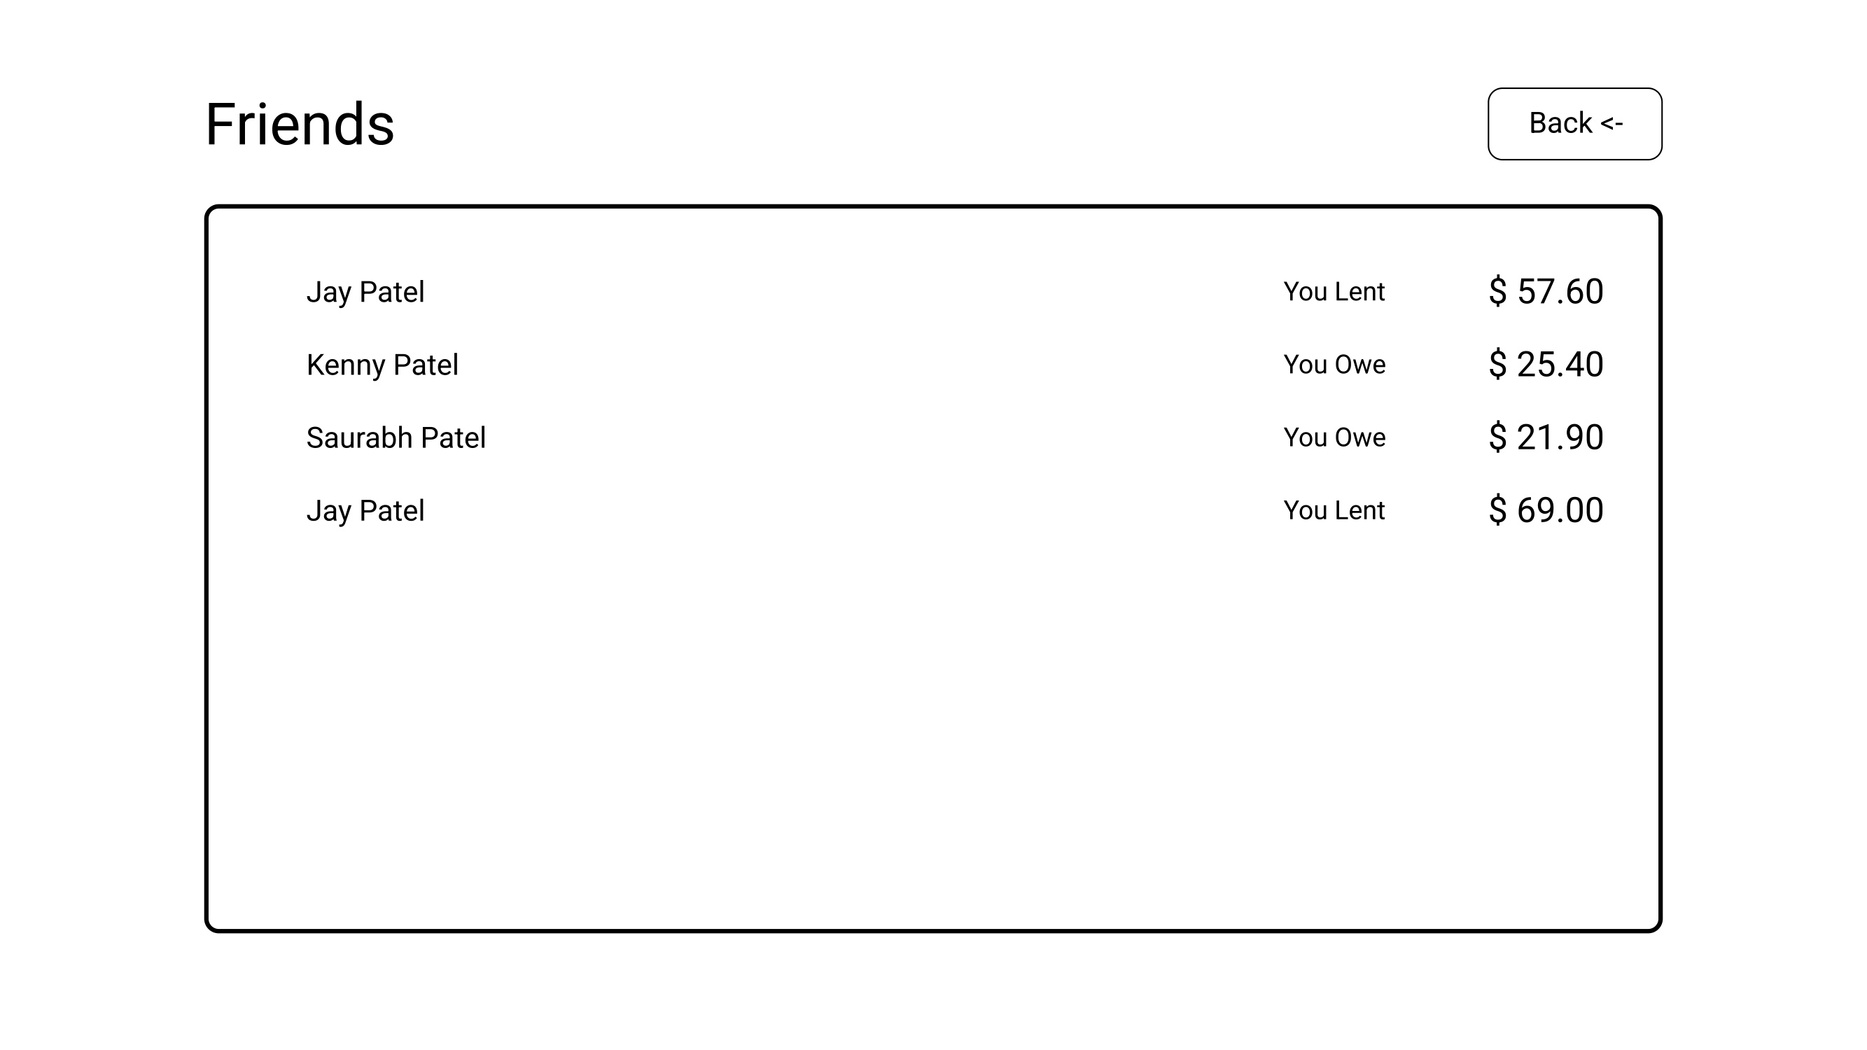 Friends
Back <-
Jay Patel You Lent $ 57.60
Kenny Patel You Owe $ 25.40
Saurabh Patel You Owe $ 21.90
Jay Patel You Lent $ 69.00